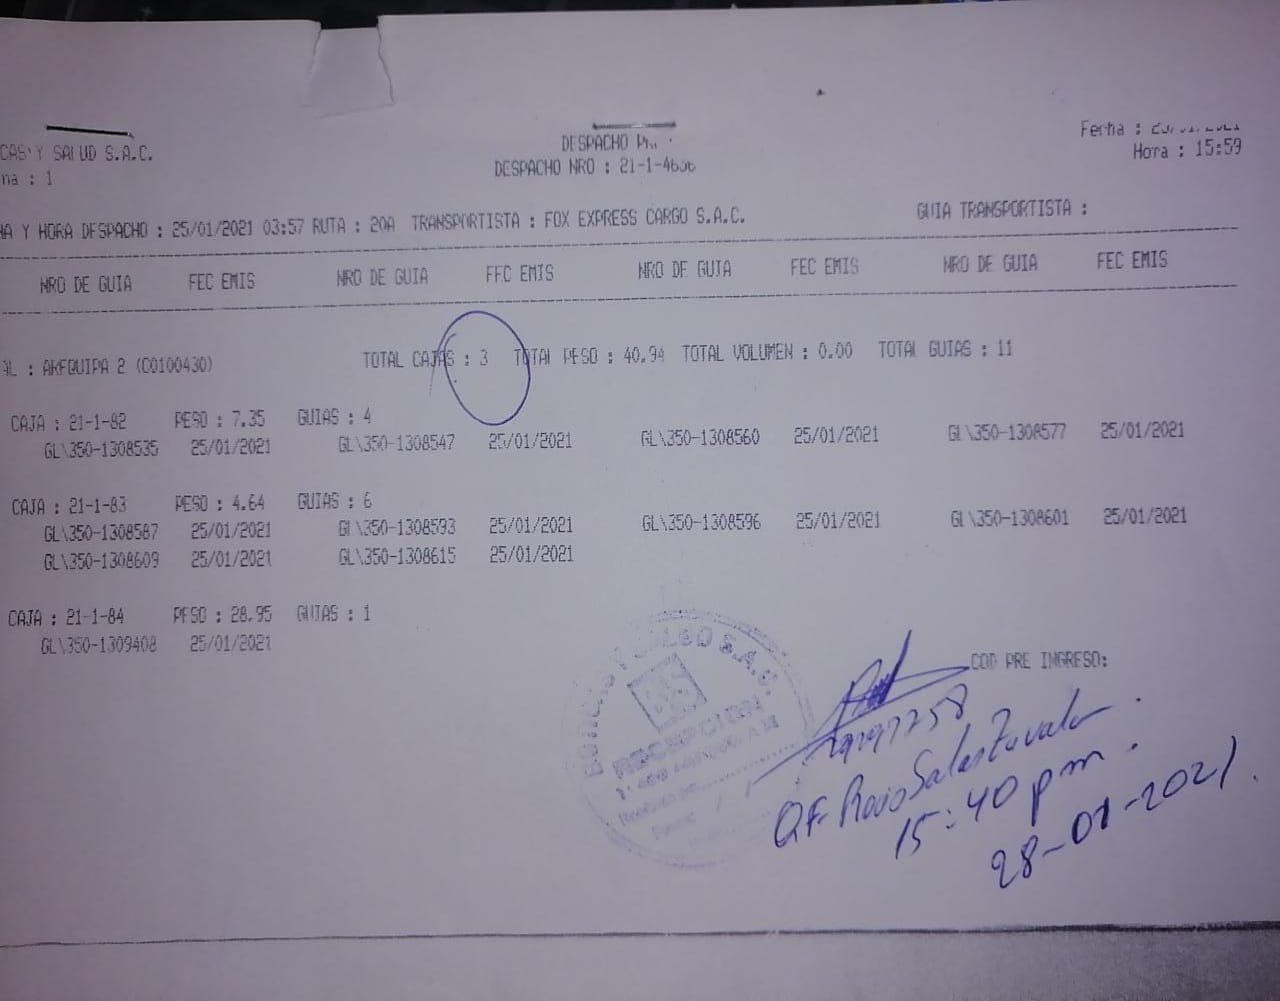 CAS Y SALUD S.A.C.
na : 1
DESPACHO
DESPACHO NRO : 21-1-4636
Fecha :
Hora : 15:59
HA Y HORA DESPACHO : 25/01/2021 03:57 RUTA : 20A TRANSPORTISTA : FOX EXPRESS CARGO S.A.C. GUIA TRANSPORTISTA :
NRO DE GUIA FEC EMIS NRO DE GUIA FEC EMIS NRO DE GUIA FEC EMIS NRO DE GUIA FEC EMIS
AL : AREQUIPA 2 (C0100430) TOTAL CAJAS : 3 TOTAL PESO : 40.94 TOTAL VOLUMEN : 0.00 TOTAL GUIAS : 11
CAJA : 21-1-82 PESO : 7.35 GUIAS : 4
GL\350-1308535 25/01/2021 GL\350-1308547 25/01/2021 GL\350-1308560 25/01/2021 GL\350-1308577 25/01/2021
CAJA : 21-1-83 PESO : 4.64 GUIAS : 6
GL\350-1308587 25/01/2021 GL\350-1308593 25/01/2021 GL\350-1308596 25/01/2021 GL\350-1308601 25/01/2021
GL\350-1308609 25/01/2021 GL\350-1308615 25/01/2021
CAJA : 21-1-84 PESO : 28.95 GUIAS : 1
GL\350-1309408 25/01/2021
COD PRE INGRESO:
S.A.C.
RECEPCION
QF Rocio Salas Zavala
15:40 pm.
28-01-2021.